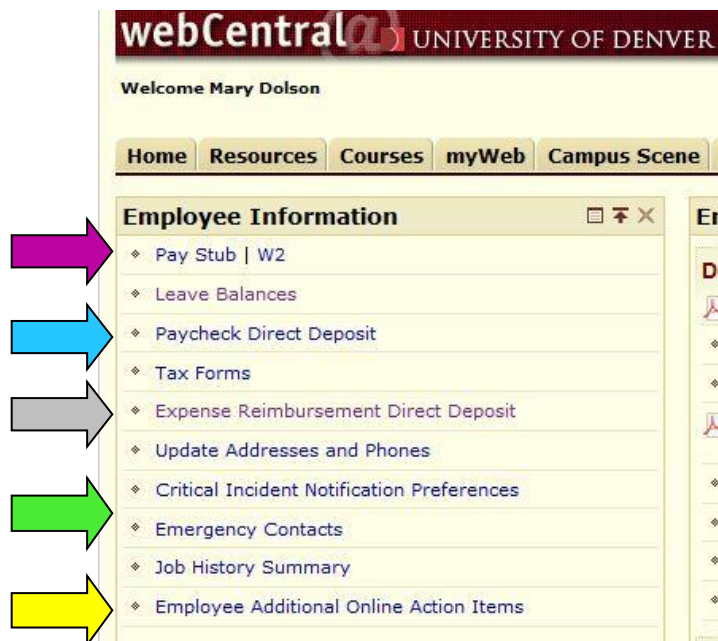 webCentral@ UNIVERSITY OF DENVER
Welcome Mary Dolson
Home Resources Courses myWeb Campus Scene
Employee Information
Pay Stub | W2
Leave Balances
Paycheck Direct Deposit
Tax Forms
Expense Reimbursement Direct Deposit
Update Addresses and Phones
Critical Incident Notification Preferences
Emergency Contacts
Job History Summary
Employee Additional Online Action Items